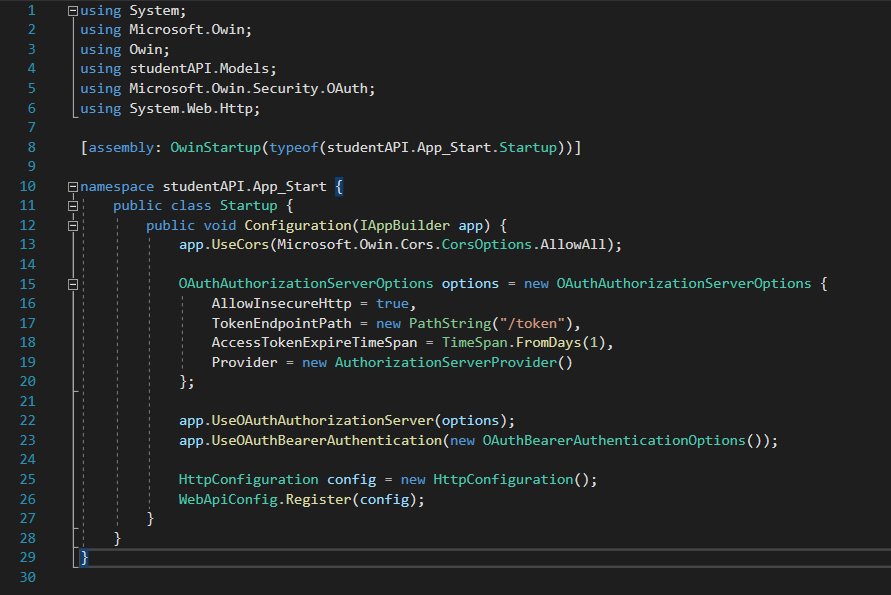 1 using System;
2 using Microsoft.Owin;
3 using Owin;
4 using studentAPI.Models;
5 using Microsoft.Owin.Security.OAuth;
6 using System.Web.Http;
7
8 [assembly: OwinStartup(typeof(studentAPI.App_Start.Startup))]
9
10 namespace studentAPI.App_Start {
11     public class Startup {
12         public void Configuration(IAppBuilder app) {
13             app.UseCors(Microsoft.Owin.Cors.CorsOptions.AllowAll);
14
15             OAuthAuthorizationServerOptions options = new OAuthAuthorizationServerOptions {
16                 AllowInsecureHttp = true,
17                 TokenEndpointPath = new PathString("/token"),
18                 AccessTokenExpireTimeSpan = TimeSpan.FromDays(1),
19                 Provider = new AuthorizationServerProvider()
20             };
21
22             app.UseOAuthAuthorizationServer(options);
23             app.UseOAuthBearerAuthentication(new OAuthBearerAuthenticationOptions());
24
25             HttpConfiguration config = new HttpConfiguration();
26             WebApiConfig.Register(config);
27         }
28     }
29 }
30